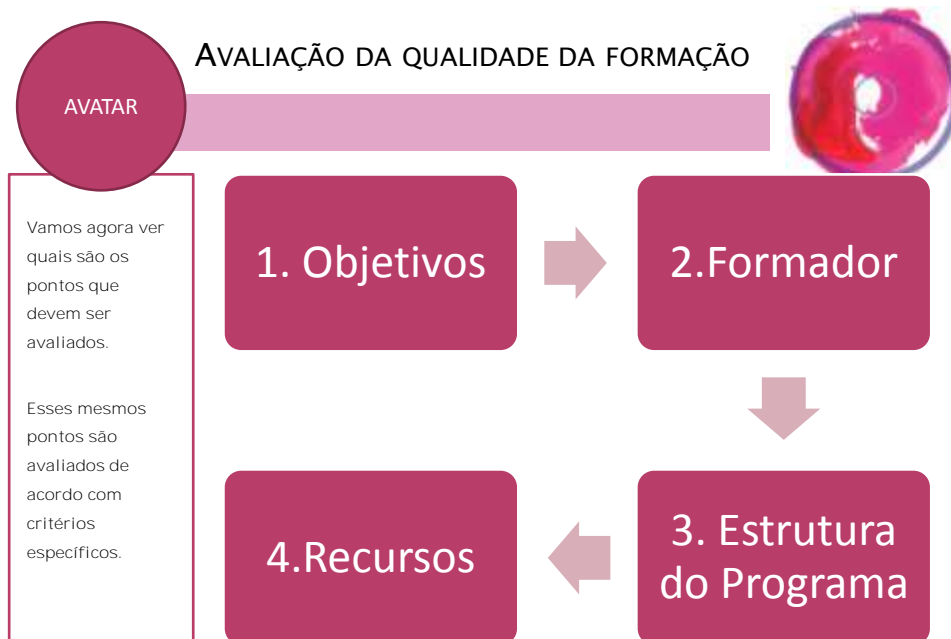 AVALIAÇÃO DA QUALIDADE DA FORMAÇÃO
AVATAR
Vamos agora ver
quais são os
pontos que
devem ser
avaliados.
Esses mesmos
pontos são
avaliados de
acordo com
critérios
específicos.
1. Objetivos
2.Formador
3. Estrutura
do Programa
4.Recursos